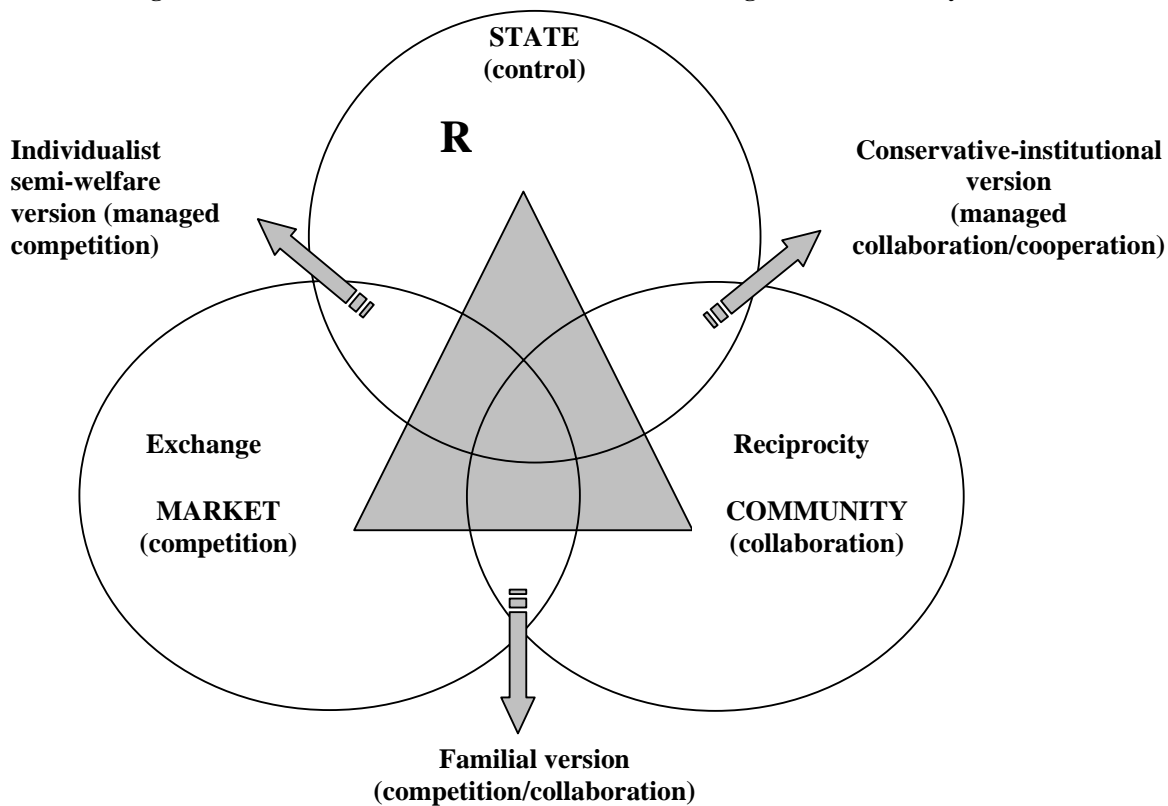 STATE
(control)
R
Individualist
semi-welfare
version (managed
competition)
Conservative-institutional
version
(managed
collaboration/cooperation)
Exchange
MARKET
(competition)
Reciprocity
COMMUNITY
(collaboration)
Familial version
(competition/collaboration)